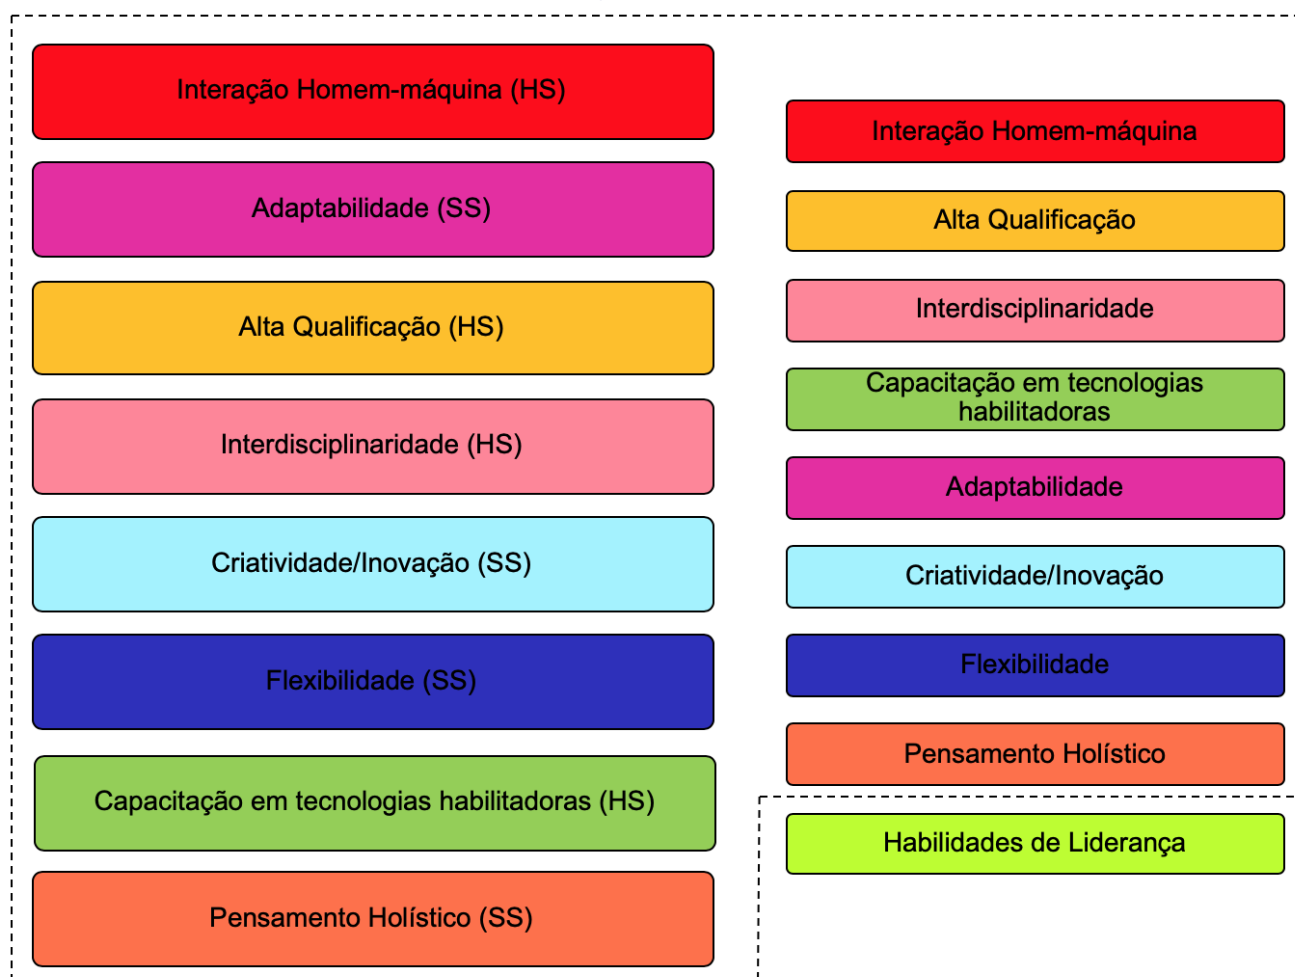 Interação Homem-máquina (HS)
Adaptabilidade (SS)
Alta Qualificação (HS)
Interdisciplinaridade (HS)
Criatividade/Inovação (SS)
Flexibilidade (SS)
Capacitação em tecnologias habilitadoras (HS)
Pensamento Holístico (SS)
Interação Homem-máquina
Alta Qualificação
Interdisciplinaridade
Capacitação em tecnologias
habilitadoras
Adaptabilidade
Criatividade/Inovação
Flexibilidade
Pensamento Holístico
Habilidades de Liderança